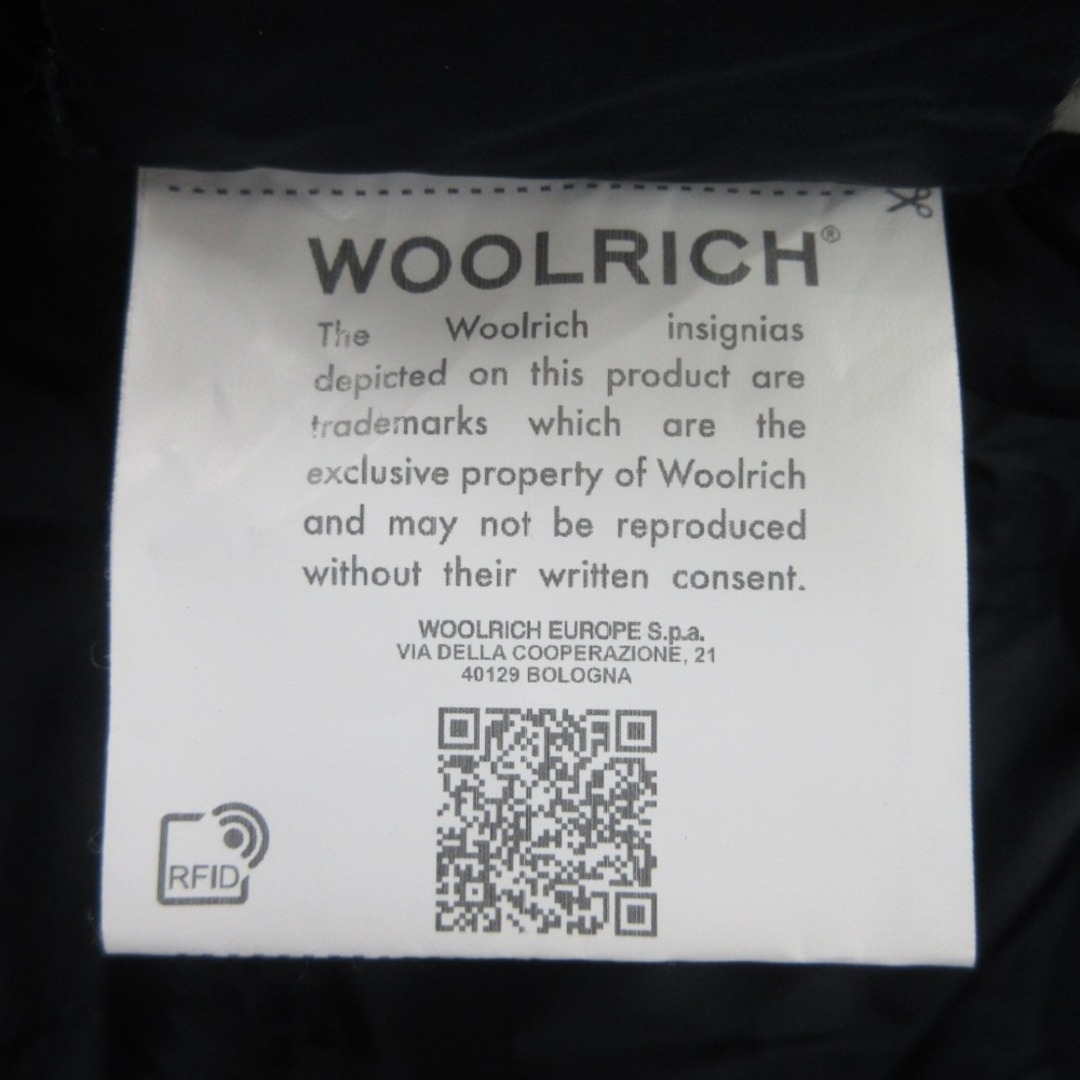 WOOLRICH®
The Woolrich insignias
depicted on this product are
trademarks which are the
exclusive property of Woolrich
and may not be reproduced
without their written consent.
WOOLRICH EUROPE S.p.a.
VIA DELLA COOPERAZIONE, 21
40129 BOLOGNA
RFID